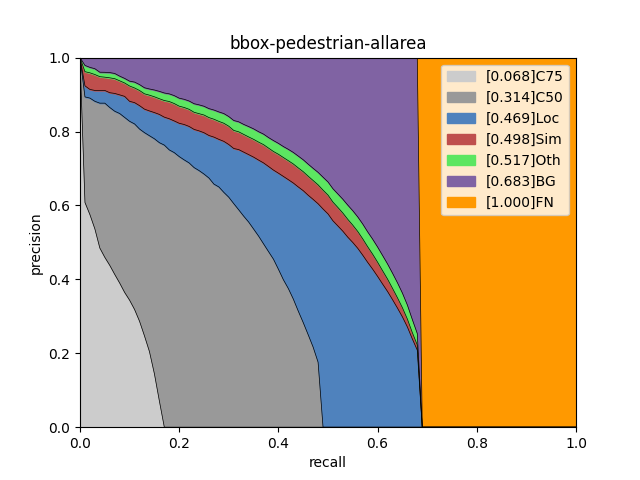 bbox-pedestrian-allarea
1.0
0.8
0.6
0.4
0.2
0.0
precision
[0.068]C75
[0.314]C50
[0.469]Loc
[0.498]Sim
[0.517]Oth
[0.683]BG
[1.000]FN
0.0 0.2 0.4 0.6 0.8 1.0
recall